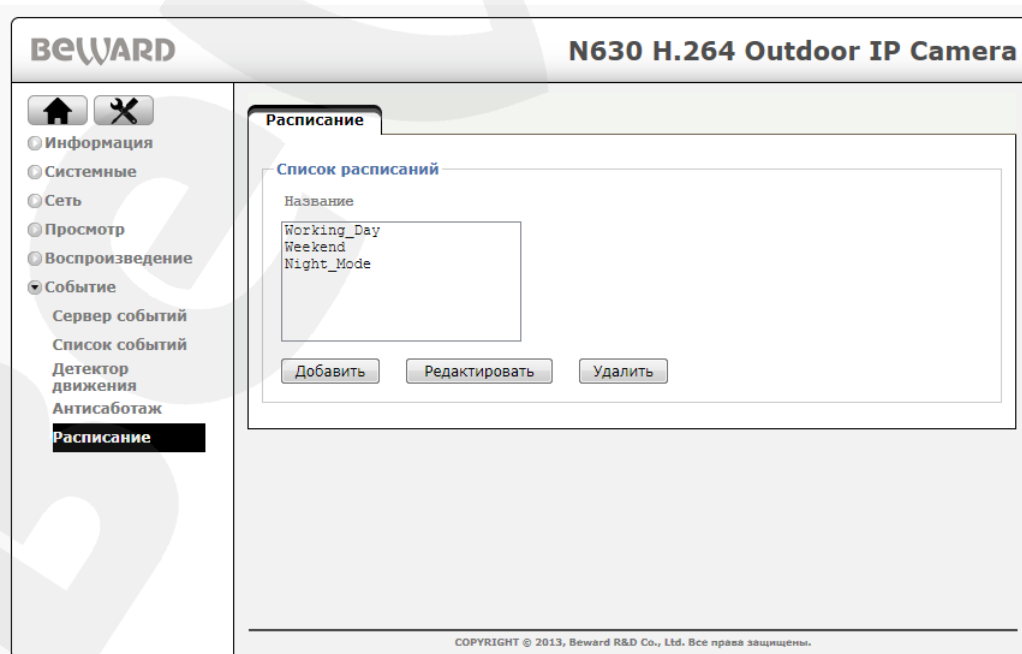 BEWARD
N630 H.264 Outdoor IP Camera
Информация
Системные
Сеть
Просмотр
Воспроизведение
Событие
Сервер событий
Список событий
Детектор
движения
Антисаботаж
Расписание
Расписание
Список расписаний
Название
Working_Day
Weekend
Night_Mode
Добавить
Редактировать
Удалить
COPYRIGHT © 2013, Beward R&D Co., Ltd. Все права защищены.